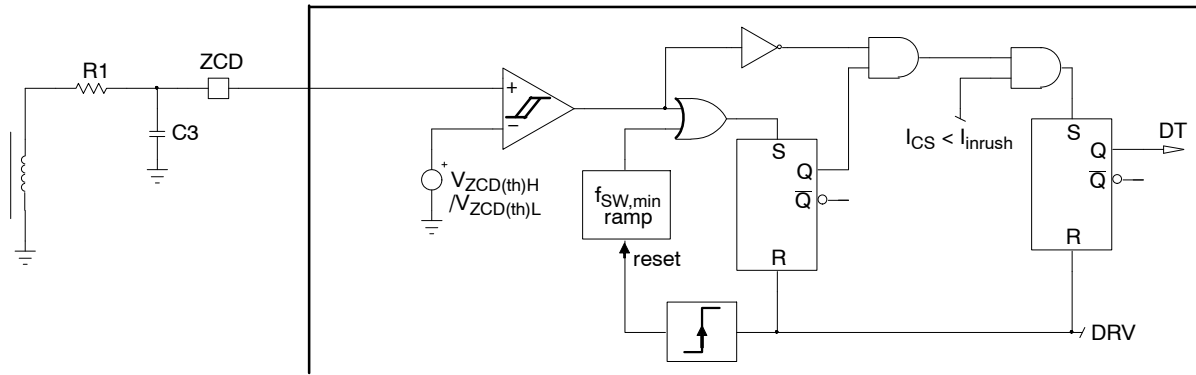 R1
ZCD
C3
+
−
+
V_ZCD(th)H
/V_ZCD(th)L
f_SW,min
ramp
reset
S
Q
Q̅
R
I_CS < I_inrush
S
Q
Q̅
R
DT
DRV